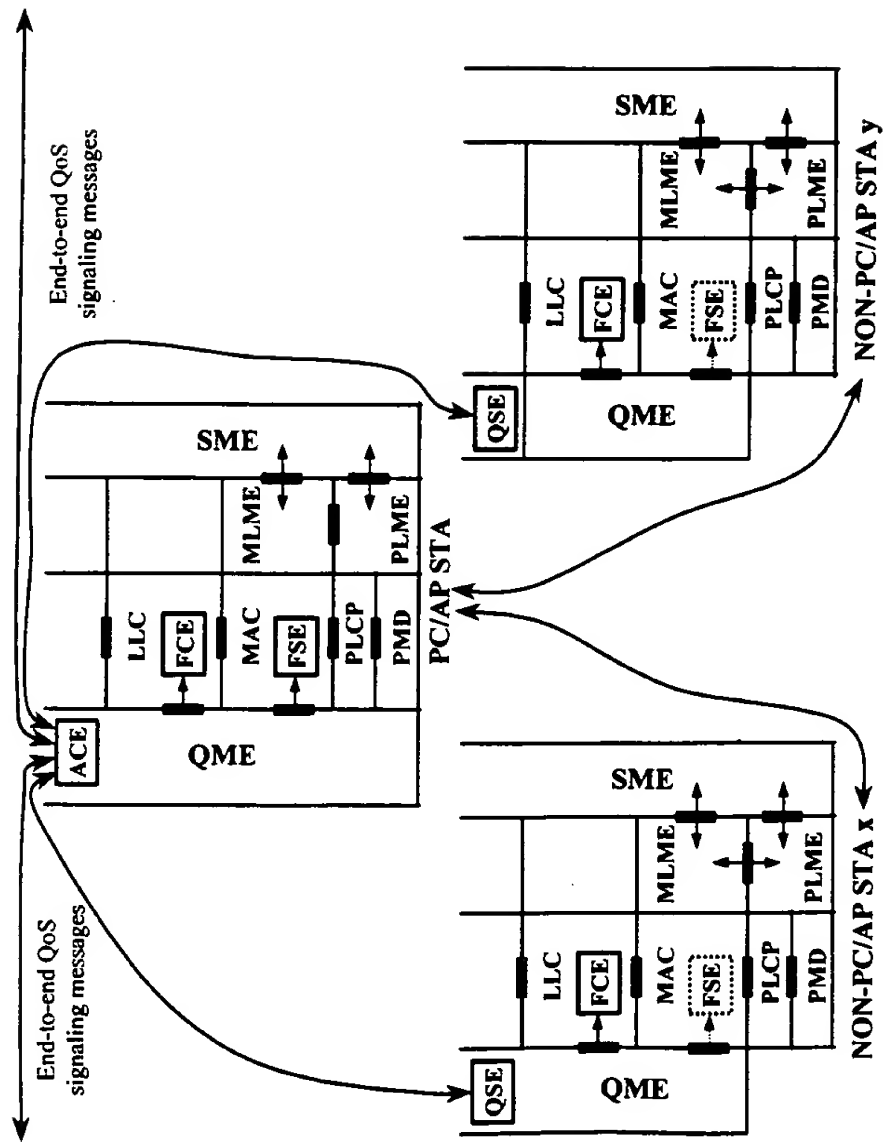 End-to-end QoS
signaling messages
End-to-end QoS
signaling messages
ACE
QME
LLC
FCE
MAC
FSE
PLCP
PMD
SME
MLME
PLME
PC/AP STA
QSE
QME
LLC
FCE
MAC
FSE
PLCP
PMD
SME
MLME
PLME
NON-PC/AP STA x
QSE
QME
LLC
FCE
MAC
FSE
PLCP
PMD
SME
MLME
PLME
NON-PC/AP STA y